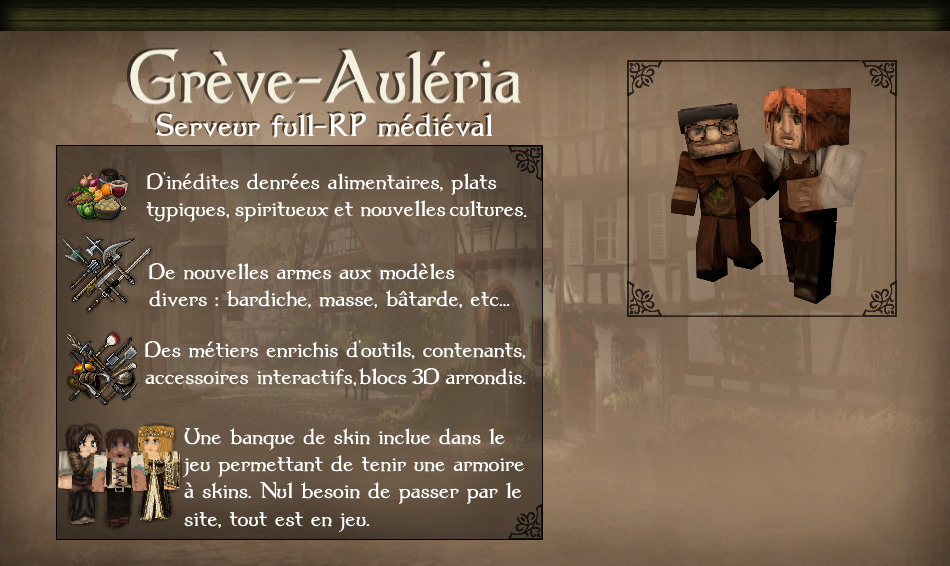 Grève-Auléria
Serveur full-RP médiéval
D'inédites denrées alimentaires, plats
typiques, spiritueux et nouvelles cultures.
De nouvelles armes aux modèles
divers : bardiche, masse, bâtarde, etc...
Des métiers enrichis d'outils, contenants,
accessoires interactifs, blocs 3D arrondis.
Une banque de skin inclue dans le
jeu permettant de tenir une armoire
à skins. Nul besoin de passer par le
site, tout est en jeu.